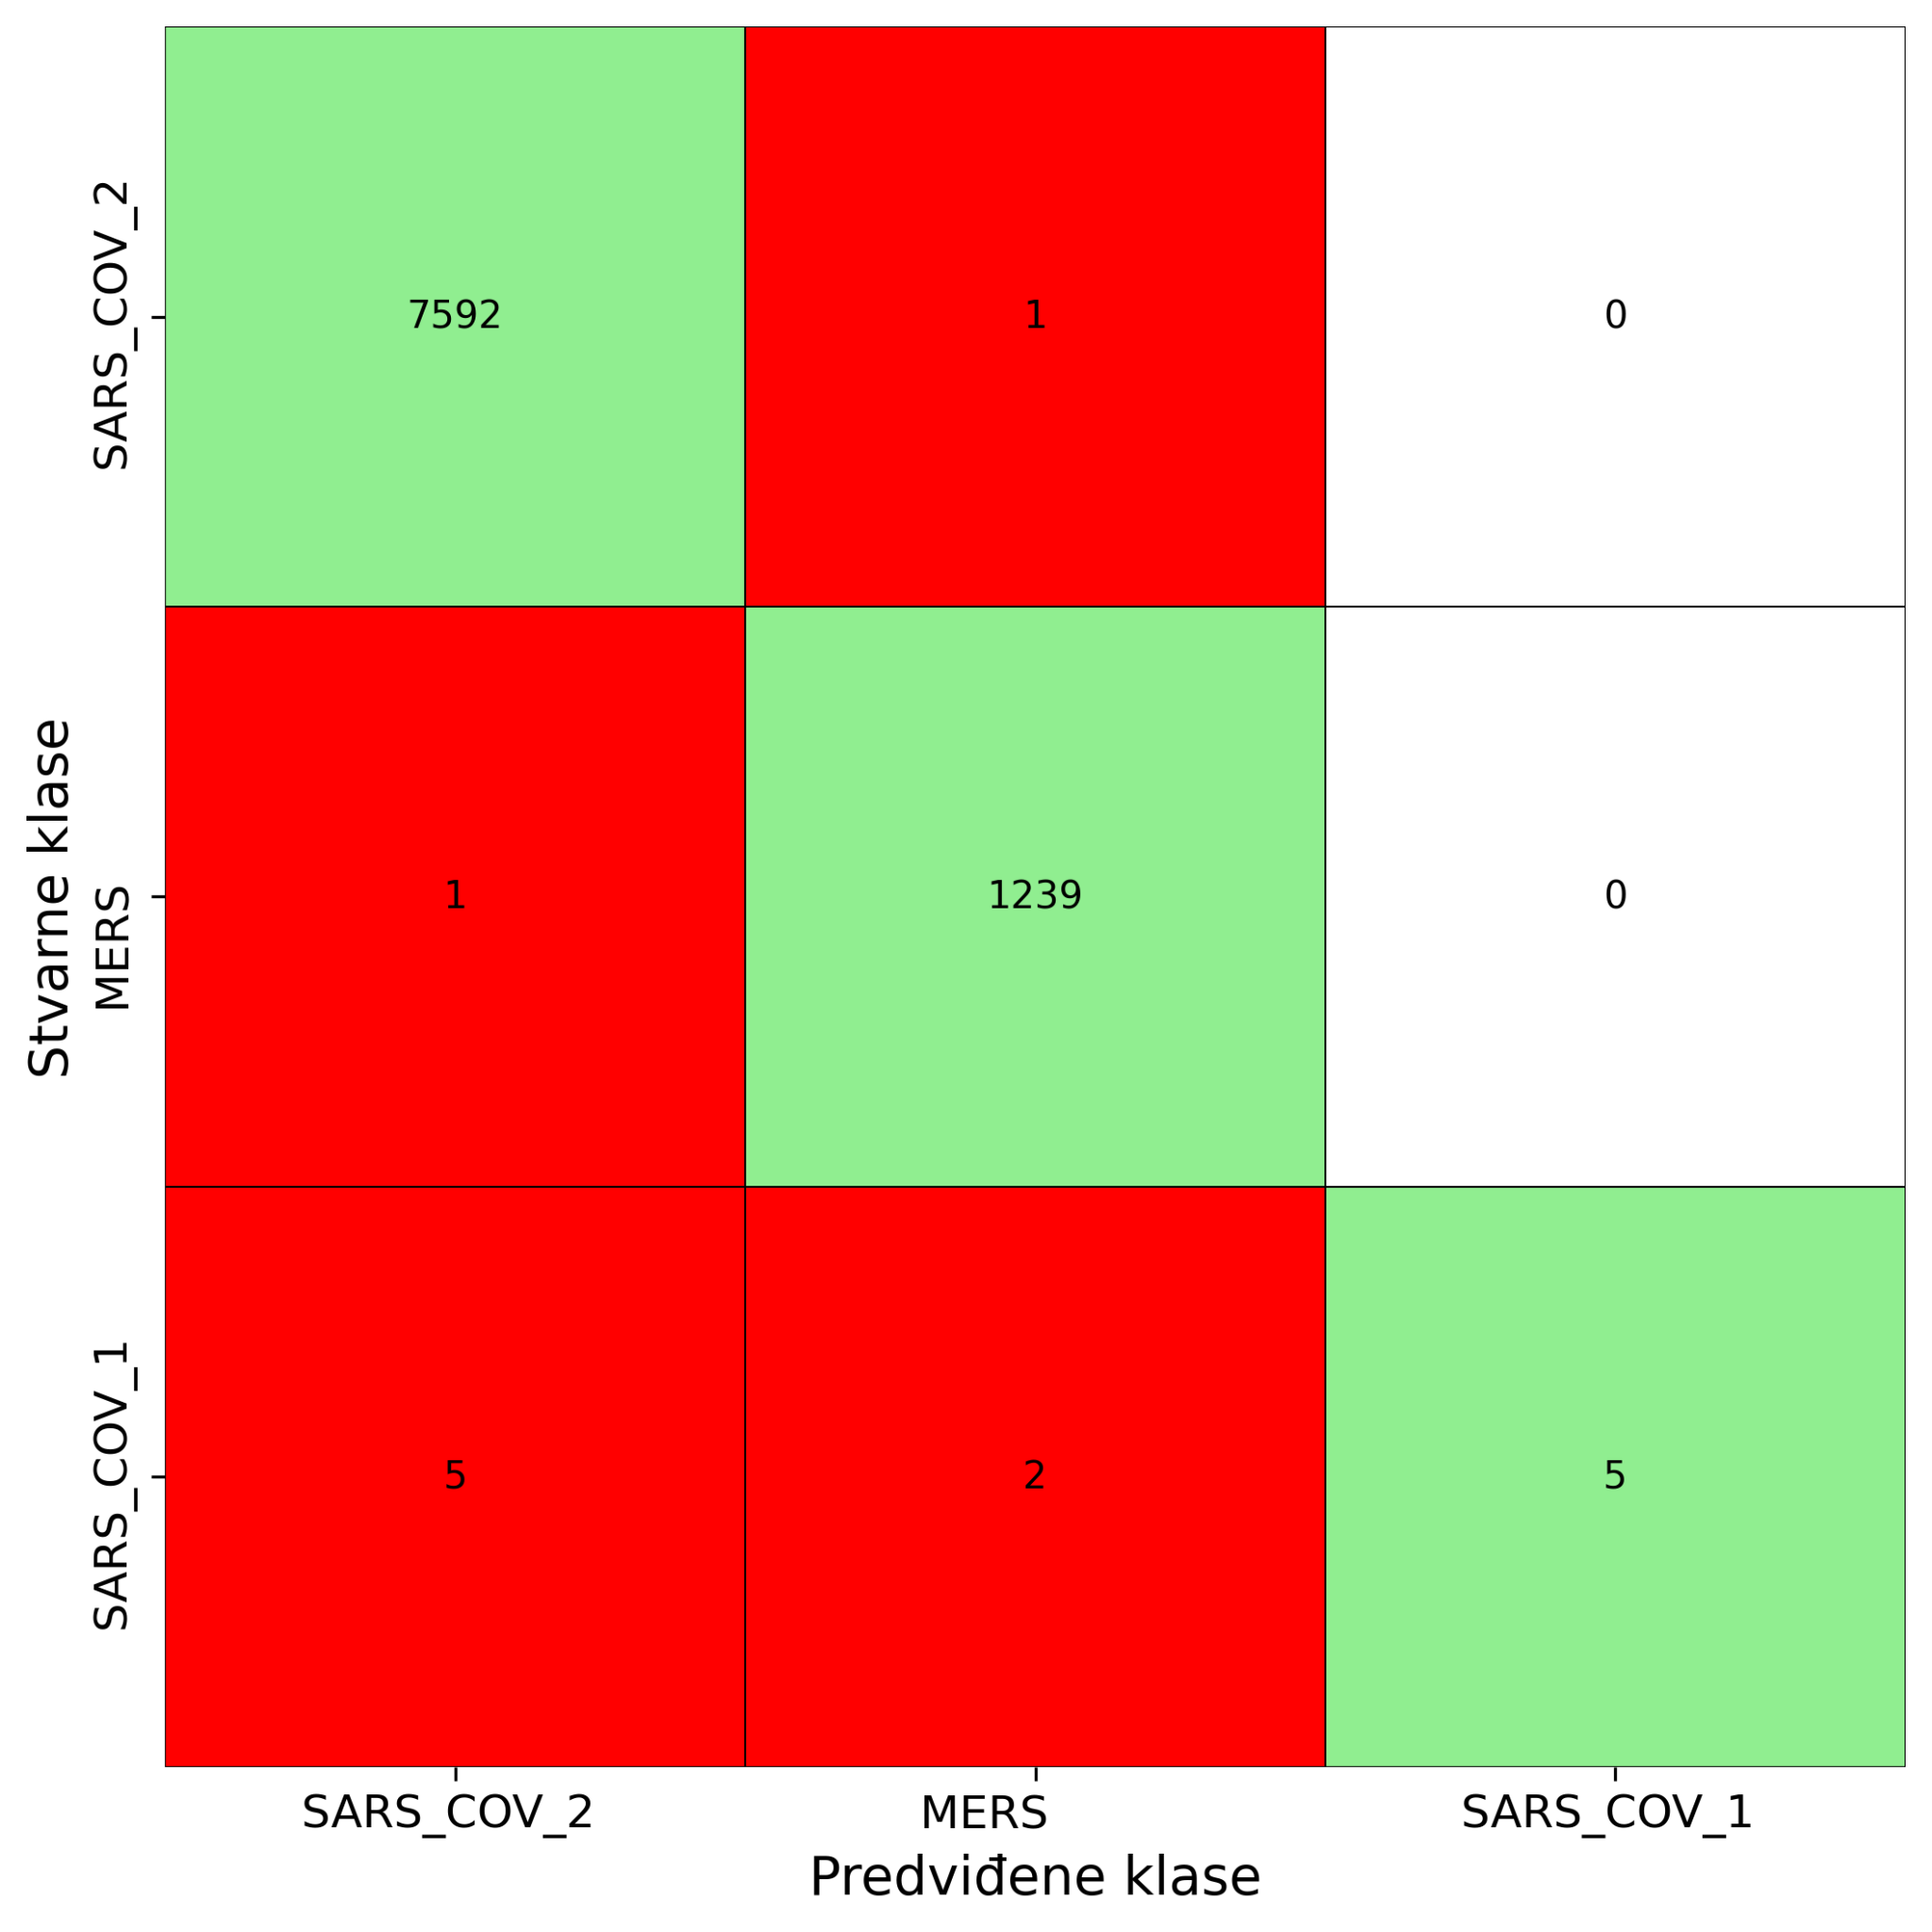 Stvarne klase
SARS_COV_2
7592
1
0
MERS
1
1239
0
SARS_COV_1
5
2
5
SARS_COV_2
MERS
SARS_COV_1
Predviđene klase